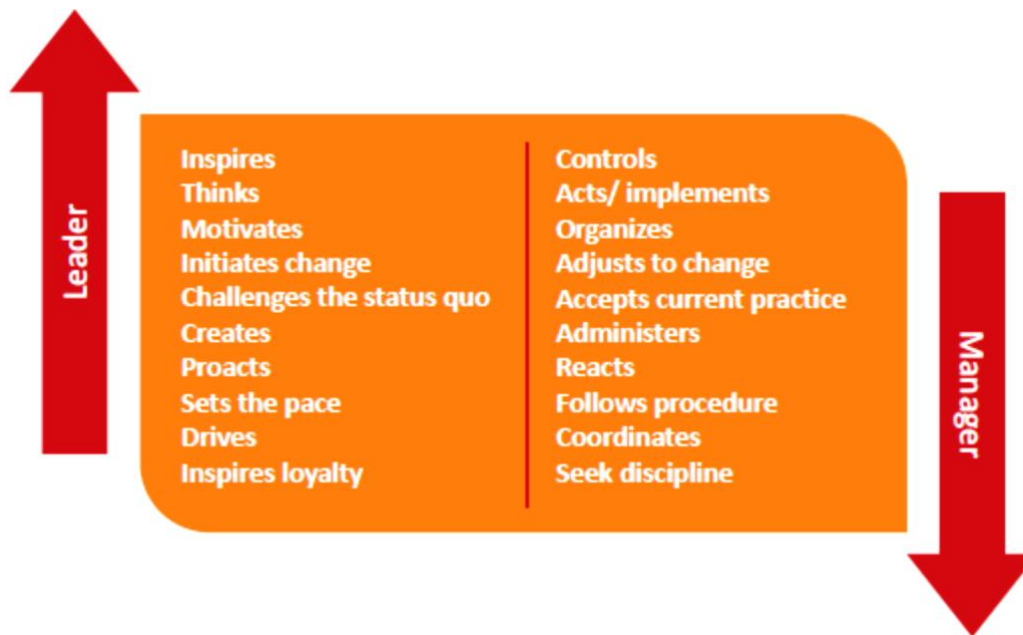 Leader
Inspires
Thinks
Motivates
Initiates change
Challenges the status quo
Creates
Proacts
Sets the pace
Drives
Inspires loyalty
Controls
Acts/ implements
Organizes
Adjusts to change
Accepts current practice
Administers
Reacts
Follows procedure
Coordinates
Seek discipline
Manager